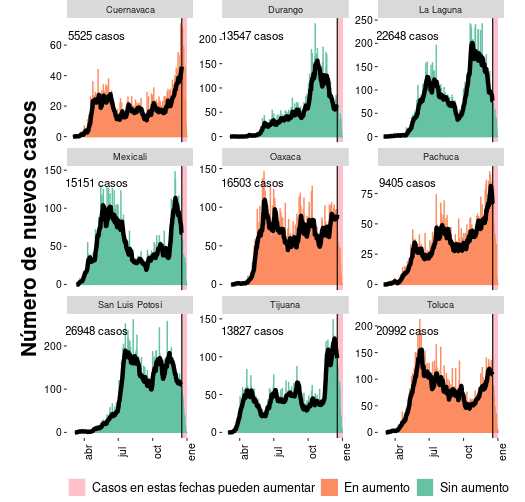 Número de nuevos casos
Cuernavaca
5525 casos
60
40
20
0
Durango
13547 casos
200
150
100
50
0
La Laguna
22648 casos
250
200
150
100
50
0
Mexicali
15151 casos
150
100
50
0
Oaxaca
16503 casos
150
100
50
0
Pachuca
9405 casos
75
50
25
0
San Luis Potosí
26948 casos
200
100
0
Tijuana
13827 casos
150
100
50
0
Toluca
20992 casos
200
150
100
50
0
abr jul oct ene
abr jul oct ene
abr jul oct ene
Casos en estas fechas pueden aumentar En aumento Sin aumento